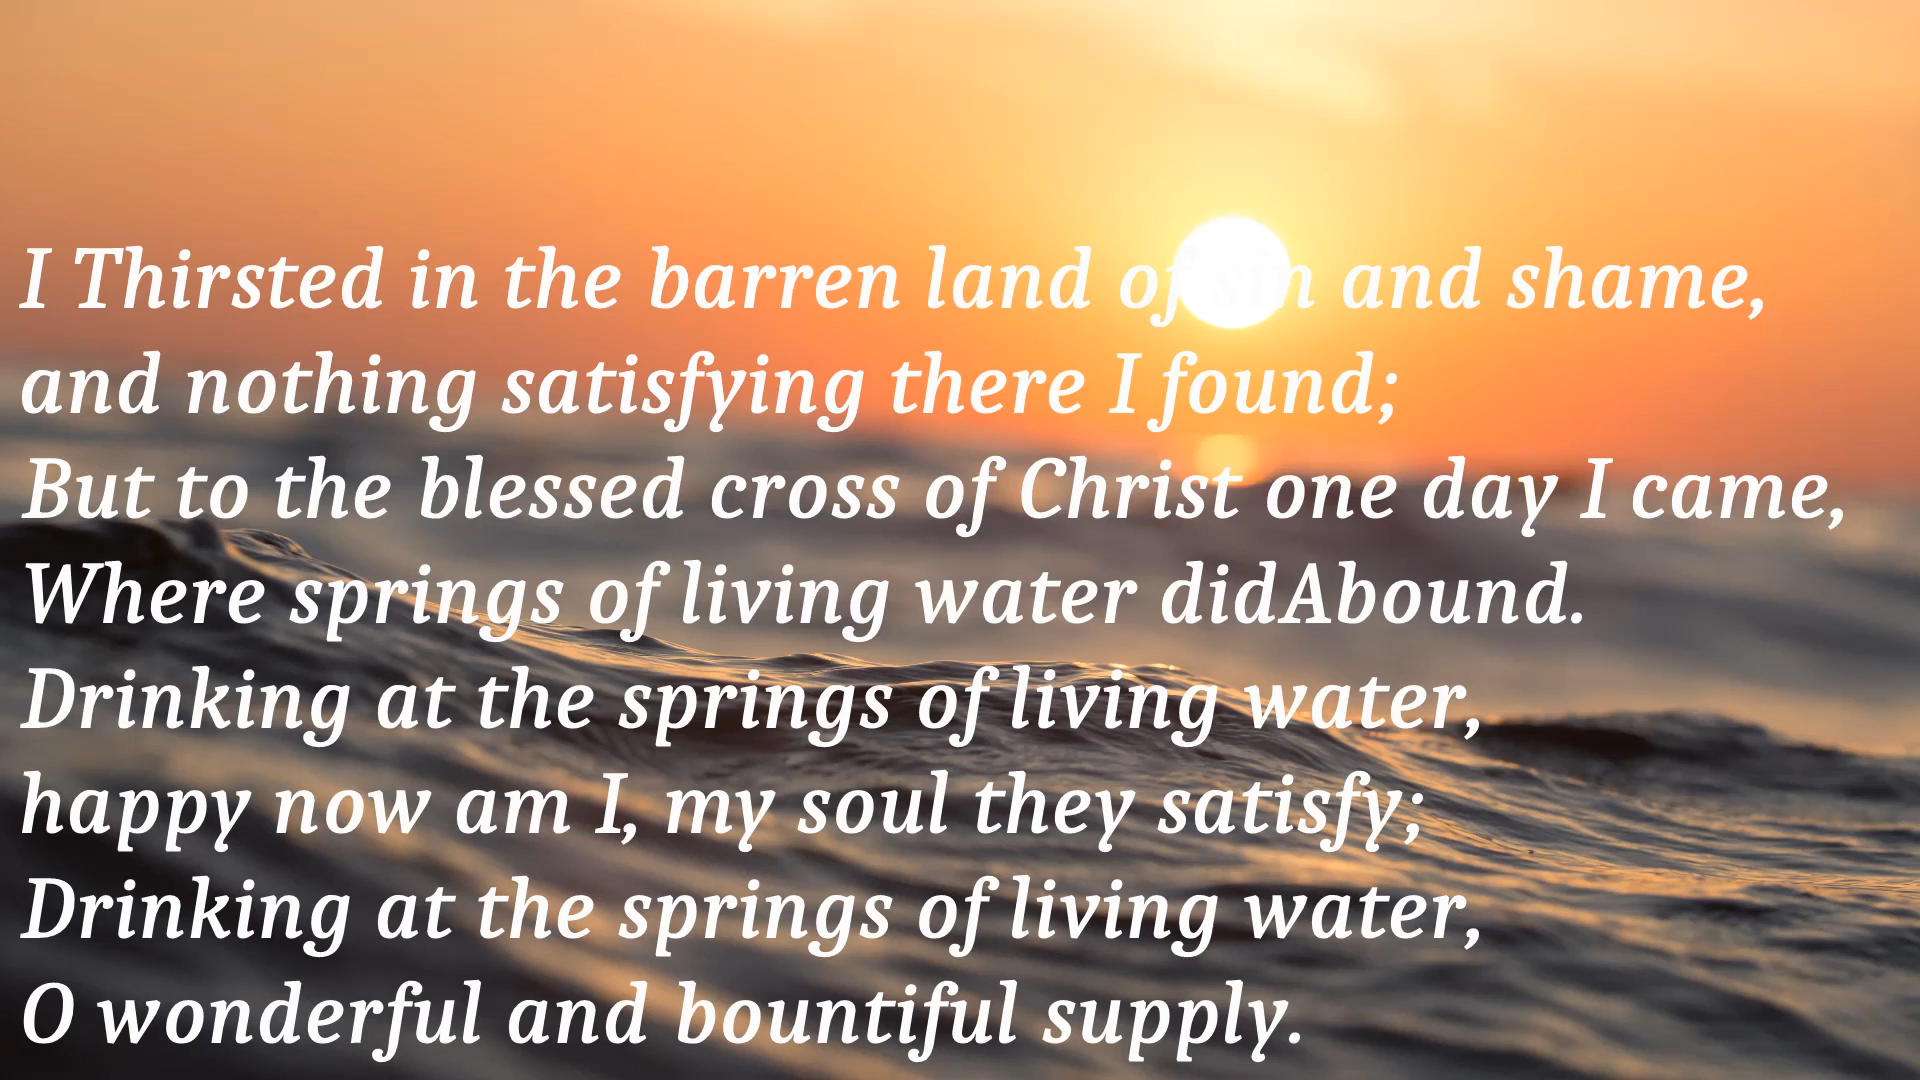 I Thirsted in the barren land of sin and shame,
and nothing satisfying there I found;
But to the blessed cross of Christ one day I came,
Where springs of living water didAbound.
Drinking at the springs of living water,
happy now am I, my soul they satisfy;
Drinking at the springs of living water,
O wonderful and bountiful supply.